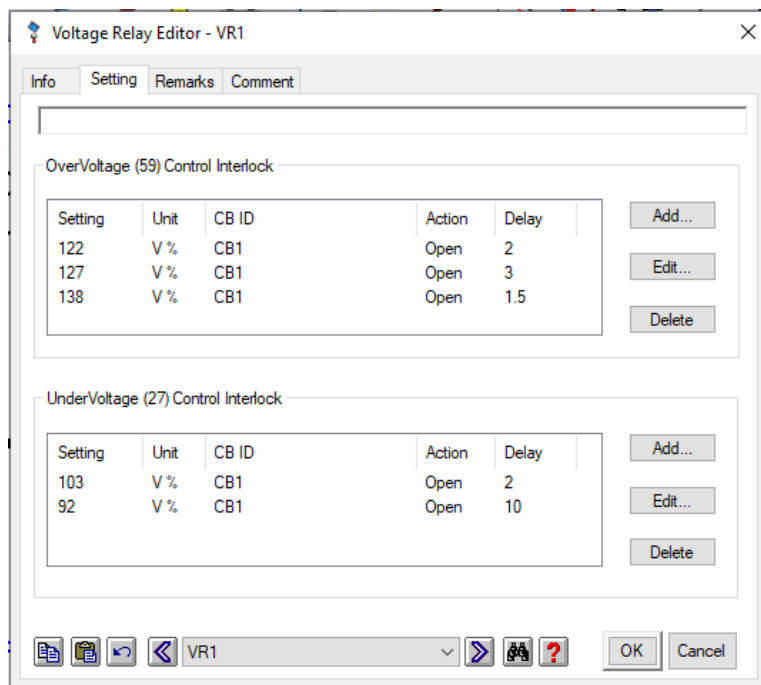 Voltage Relay Editor - VR1
Info Setting Remarks Comment
OverVoltage (59) Control Interlock
Setting Unit CB ID Action Delay
122 V % CB1 Open 2
127 V % CB1 Open 3
138 V % CB1 Open 1.5
Add...
Edit...
Delete
UnderVoltage (27) Control Interlock
Setting Unit CB ID Action Delay
103 V % CB1 Open 2
92 V % CB1 Open 10
Add...
Edit...
Delete
VR1 ? OK Cancel